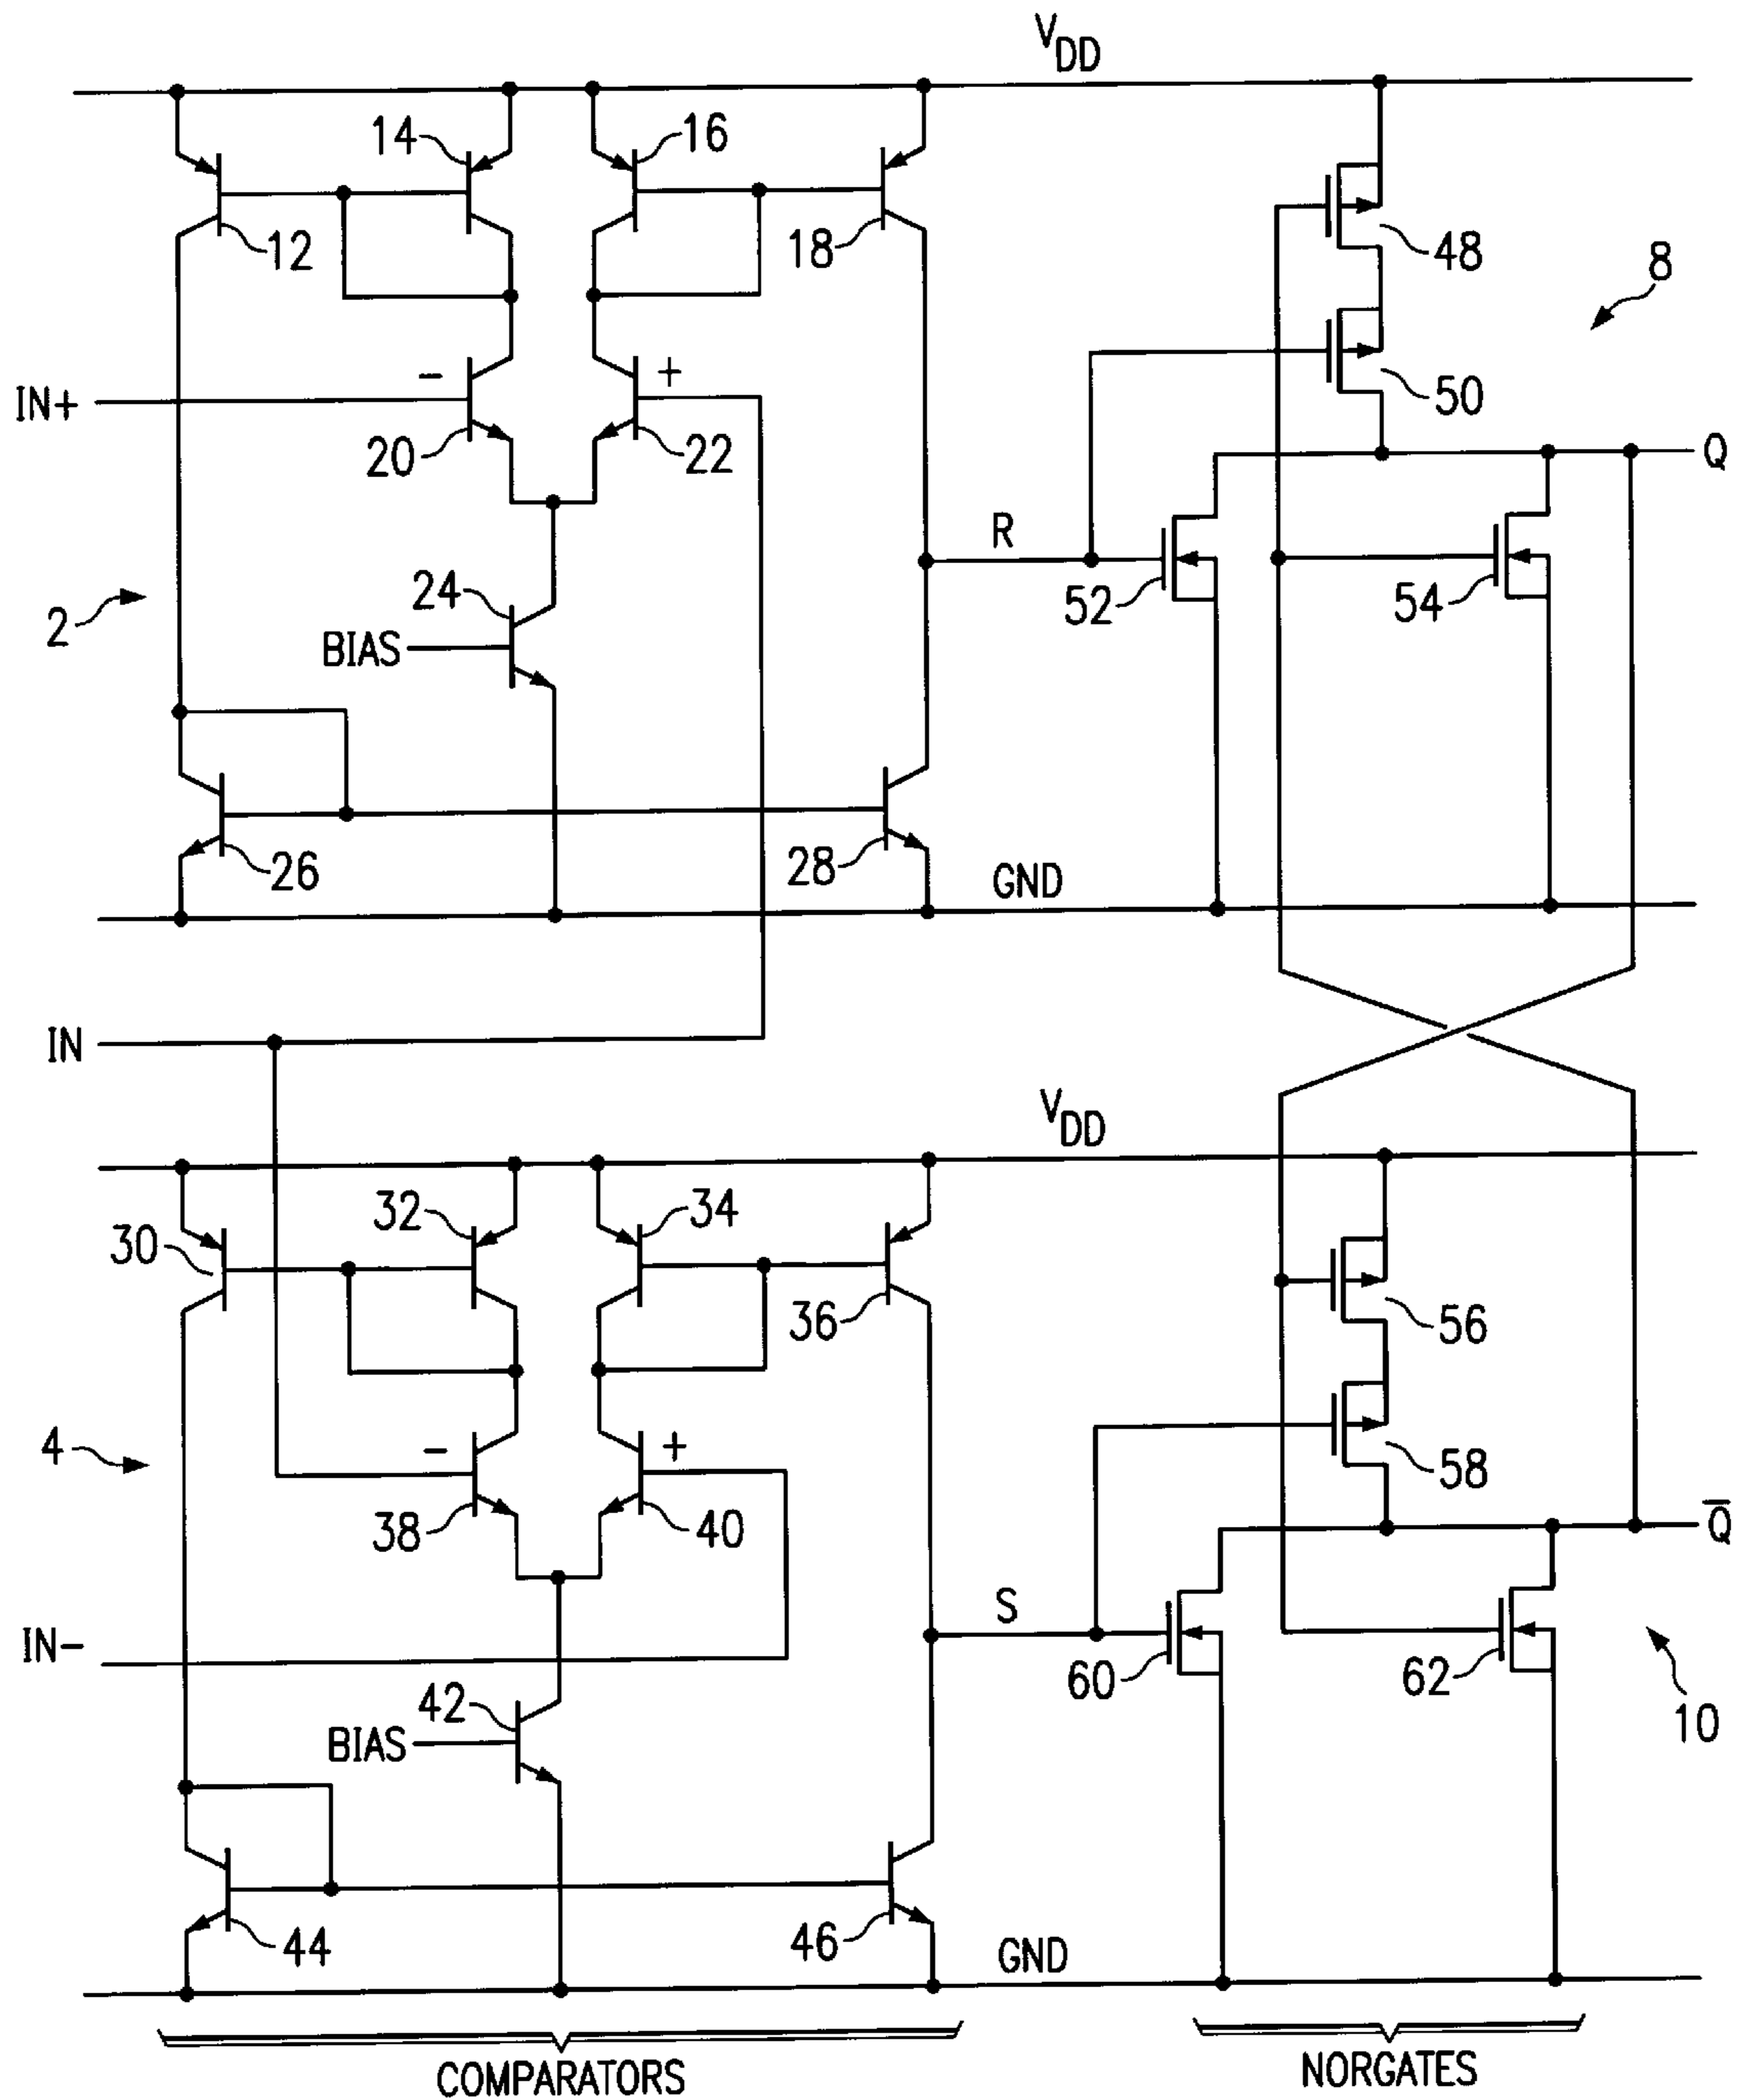 V
DD
14
16
12
18
48
8
IN+
-
+
20
22
50
Q
R
24
52
54
2
BIAS
26
28
GND
IN
V
DD
32
34
30
36
56
4
-
+
38
40
58
Q̅
S
IN-
60
62
42
BIAS
10
44
46
GND
COMPARATORS
NORGATES